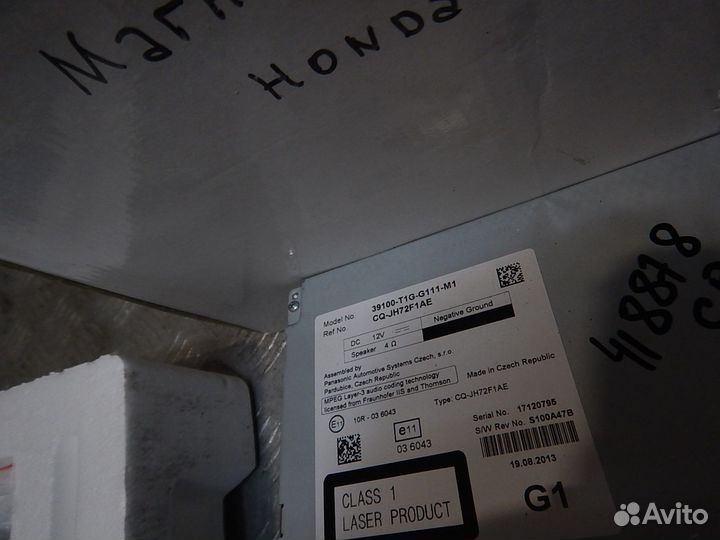 HONDA
418878
Model No. 39100-T1G-G111-M1
Ref No. CQ-JH72F1AE
DC 12V Negative Ground
Speaker 4 Ω
Assembled by
Panasonic Automotive Systems Czech, s.r.o.
Pardubice, Czech Republic
Made in Czech Republic
MPEG Layer-3 audio coding technology
licensed from Fraunhofer IIS and Thomson
Type: CQ-JH72F1AE
E11 10R - 03 6043
e11
03 6043
Serial No. 17120795
S/W Rev No. S100A47B
19.08.2013
CLASS 1
LASER PRODUCT
G1
Avito